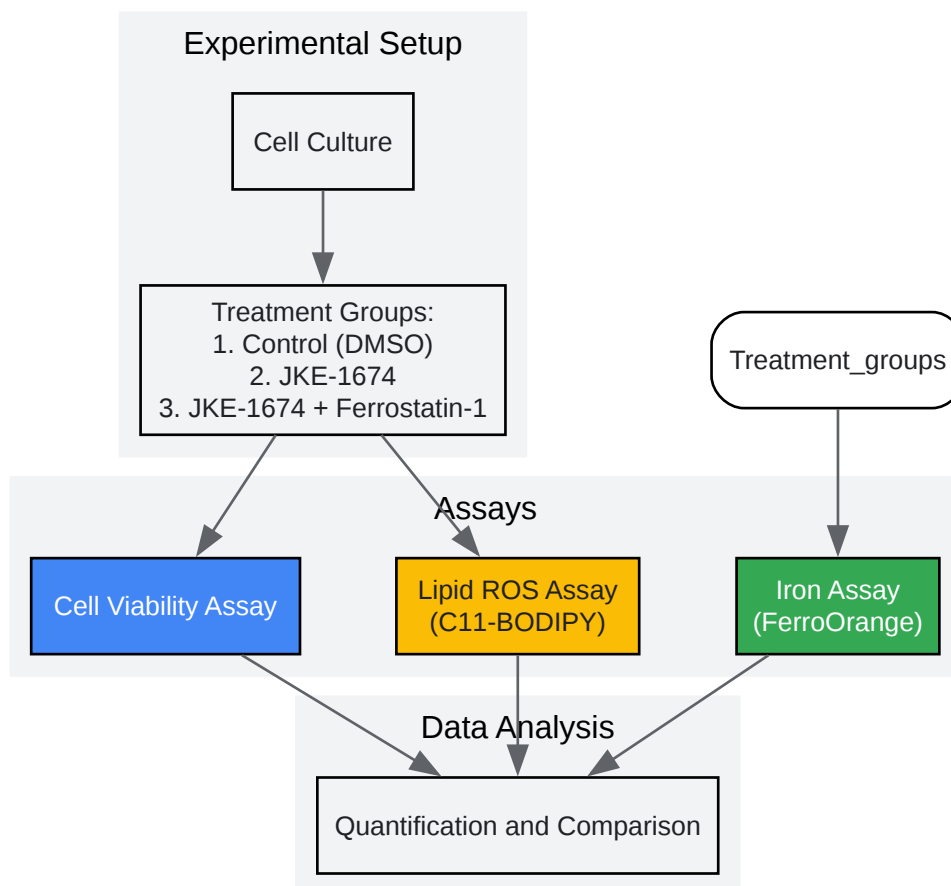 Experimental Setup
Cell Culture
Treatment Groups:
1. Control (DMSO)
2. JKE-1674
3. JKE-1674 + Ferrostatin-1
Treatment_groups
Assays
Cell Viability Assay
Lipid ROS Assay
(C11-BODIPY)
Iron Assay
(FerroOrange)
Data Analysis
Quantification and Comparison